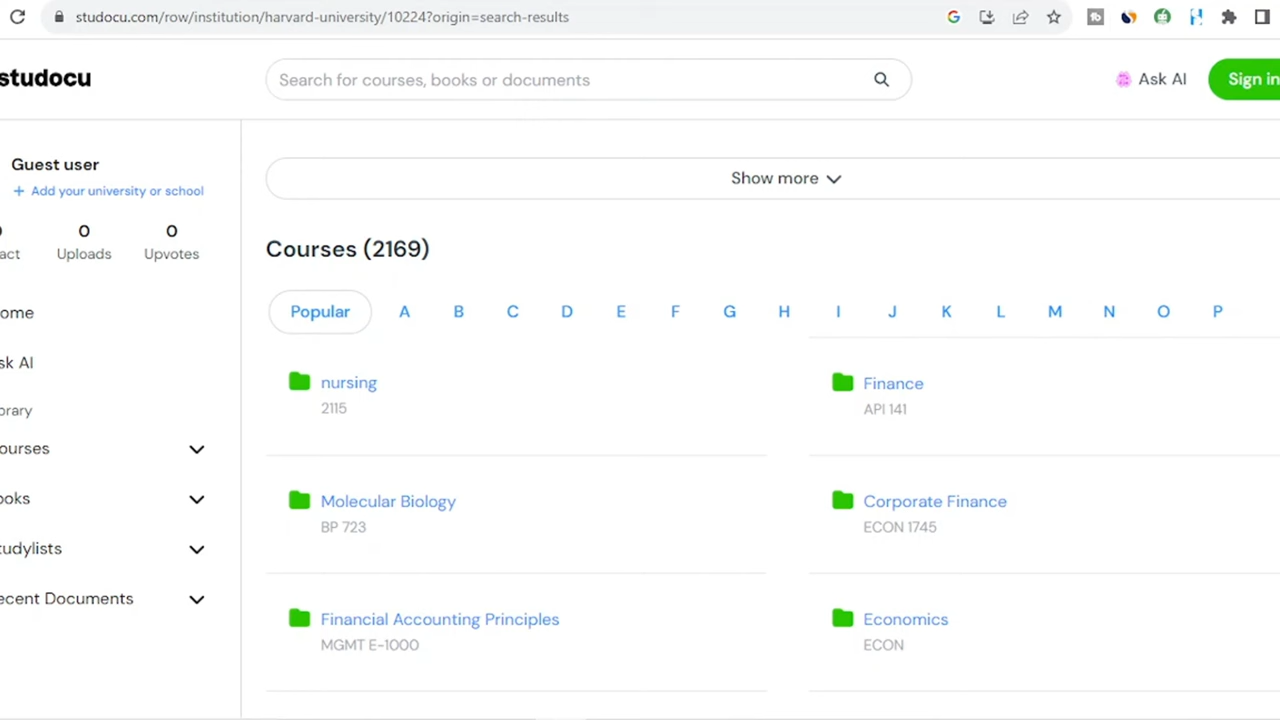 studocu.com/row/institution/harvard-university/10224?origin=search-results
studocu
Search for courses, books or documents
Ask AI
Sign in
Guest user
+ Add your university or school
0 0
act Uploads Upvotes
ome
sk AI
brary
ourses
ooks
tudylists
ecent Documents
Show more
Courses (2169)
Popular A B C D E F G H I J K L M N O P
nursing
2115
Finance
API 141
Molecular Biology
BP 723
Corporate Finance
ECON 1745
Financial Accounting Principles
MGMT E-1000
Economics
ECON